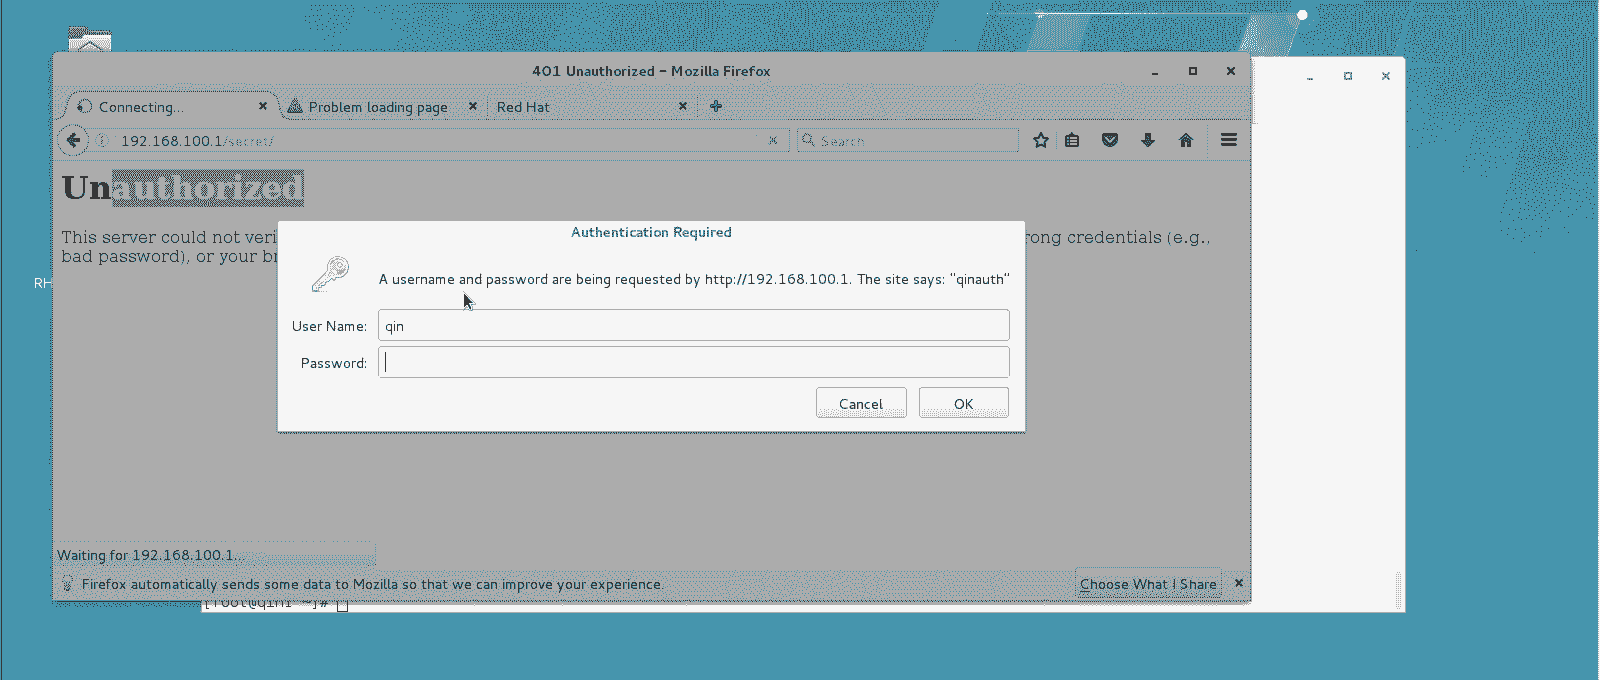 401 Unauthorized - Mozilla Firefox
Connecting...
Problem loading page
Red Hat
192.168.100.1/secret/
Search
Unauthorized
This server could not veri
rong credentials (e.g.,
bad password), or your br
Authentication Required
A username and password are being requested by http://192.168.100.1. The site says: "qinauth"
RH
User Name: qin
Password:
Cancel OK
Waiting for 192.168.100.1...
Firefox automatically sends some data to Mozilla so that we can improve your experience.
Choose What I Share
[root@qin1 ~]#